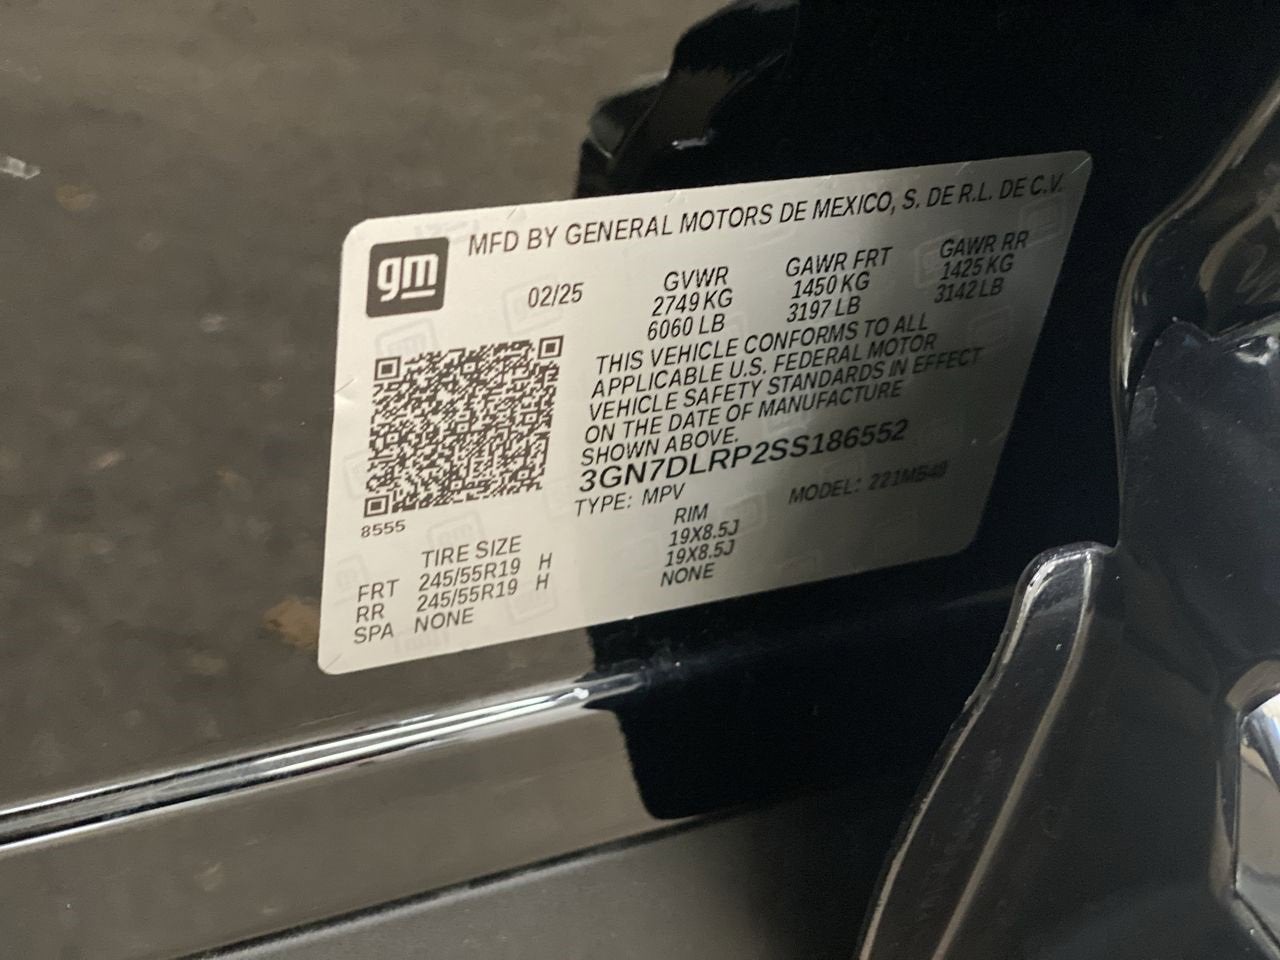 gm
MFD BY GENERAL MOTORS DE MEXICO, S. DE R.L. DE C.V.
02/25
GVWR
2749 KG
6060 LB
GAWR FRT
1450 KG
3197 LB
GAWR RR
1425 KG
3142 LB
THIS VEHICLE CONFORMS TO ALL
APPLICABLE U.S. FEDERAL MOTOR
VEHICLE SAFETY STANDARDS IN EFFECT
ON THE DATE OF MANUFACTURE
SHOWN ABOVE.
3GN7DLRP2SS186552
TYPE: MPV MODEL:
8555
TIRE SIZE RIM
FRT 245/55R19 H 19X8.5J
RR 245/55R19 H 19X8.5J
SPA NONE NONE